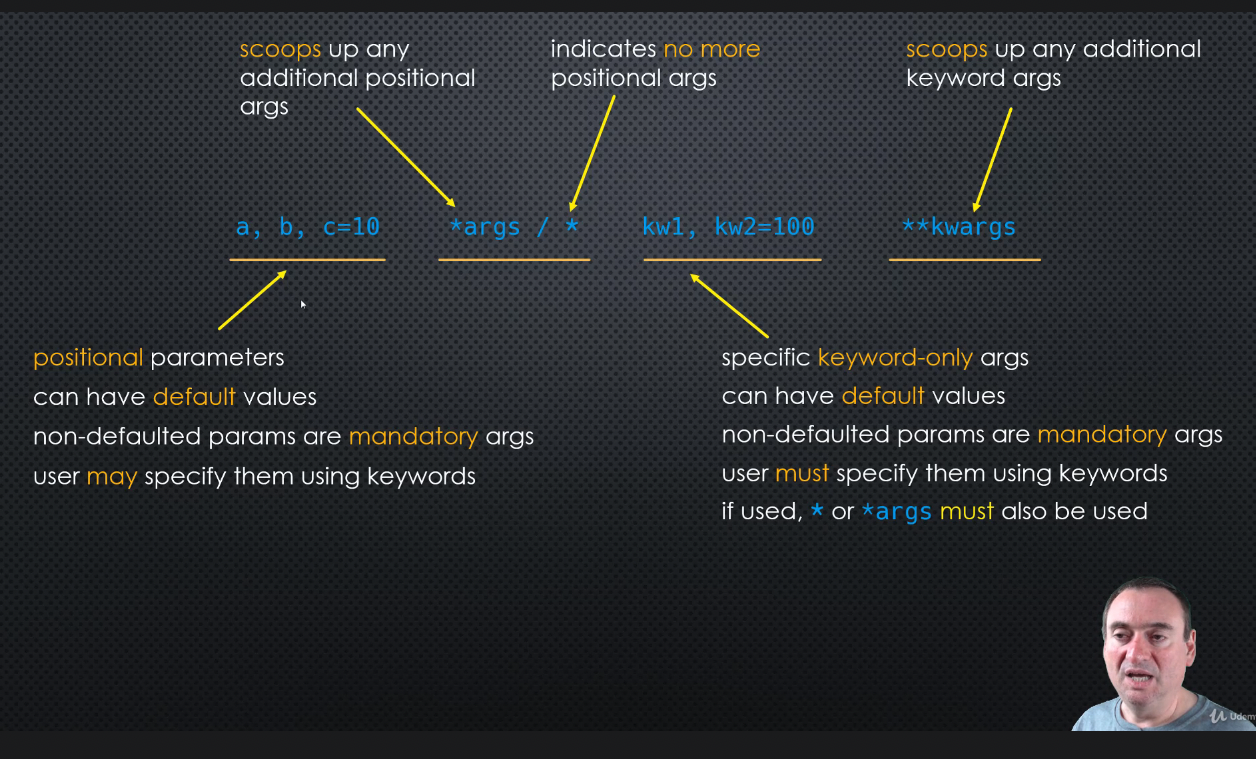 scoops up any
additional positional
args
indicates no more
positional args
scoops up any additional
keyword args
a, b, c=10
*args / *
kw1, kw2=100
**kwargs
positional parameters
can have default values
non-defaulted params are mandatory args
user may specify them using keywords
specific keyword-only args
can have default values
non-defaulted params are mandatory args
user must specify them using keywords
if used, * or *args must also be used